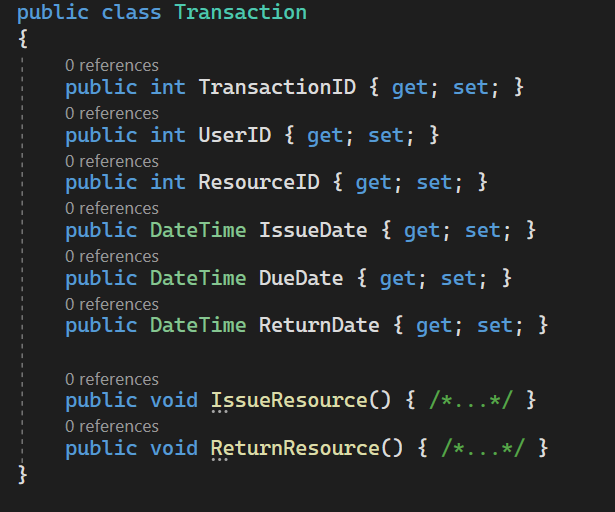 public class Transaction
{
0 references
public int TransactionID { get; set; }
0 references
public int UserID { get; set; }
0 references
public int ResourceID { get; set; }
0 references
public DateTime IssueDate { get; set; }
0 references
public DateTime DueDate { get; set; }
0 references
public DateTime ReturnDate { get; set; }
0 references
public void IssueResource() { /*...*/ }
0 references
public void ReturnResource() { /*...*/ }
}